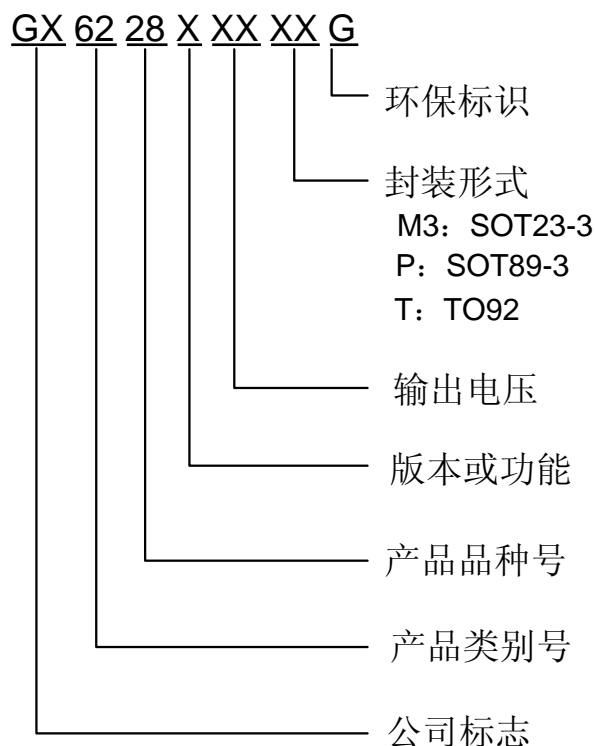 GX 62 28 X XX XX G
环保标识
封装形式
M3：SOT23-3
P：SOT89-3
T：TO92
输出电压
版本或功能
产品品种号
产品类别号
公司标志